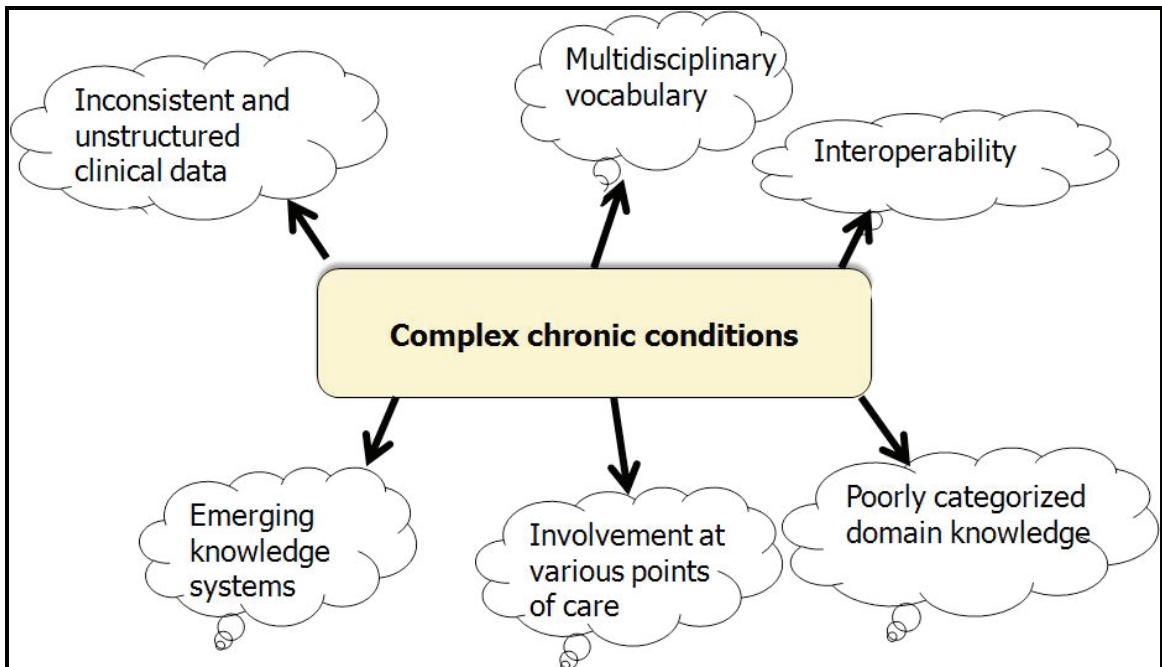 Inconsistent and
unstructured
clinical data
Multidisciplinary
vocabulary
Interoperability
Complex chronic conditions
Emerging
knowledge
systems
Involvement at
various points
of care
Poorly categorized
domain knowledge